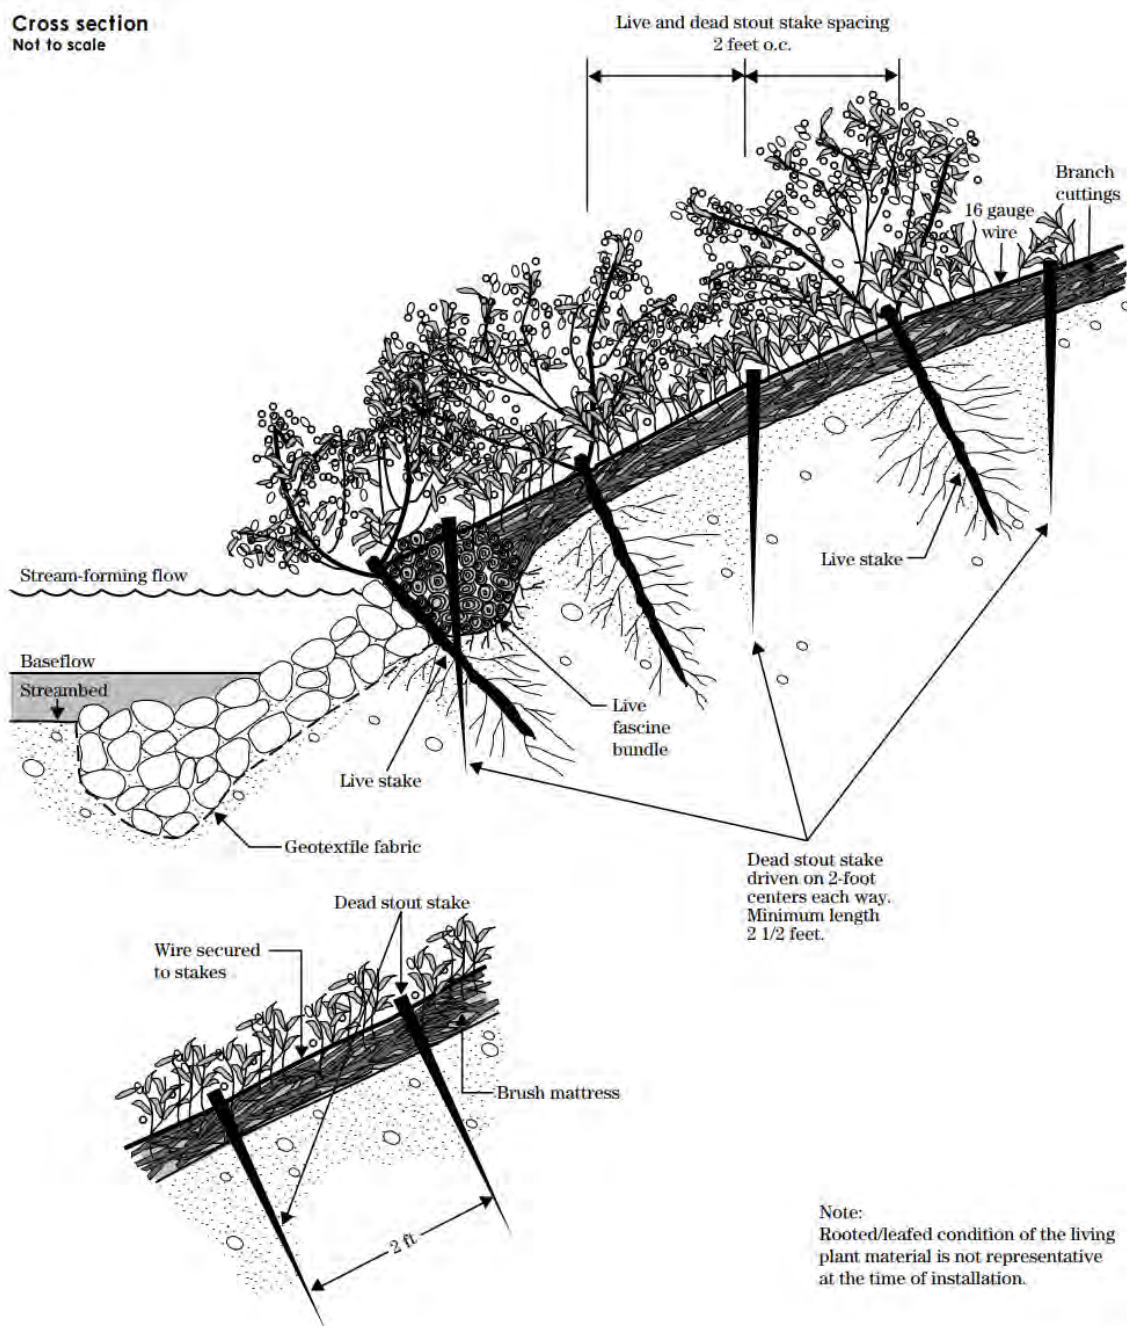 Cross section
Not to scale
Live and dead stout stake spacing
2 feet o.c.
Branch
cuttings
16 gauge
wire
Live stake
Stream-forming flow
Baseflow
Streambed
Live
fascine
bundle
Live stake
Geotextile fabric
Dead stout stake
driven on 2-foot
centers each way.
Minimum length
2 1/2 feet.
Dead stout stake
Wire secured
to stakes
Brush mattress
2 ft
Note:
Rooted/leafed condition of the living
plant material is not representative
at the time of installation.